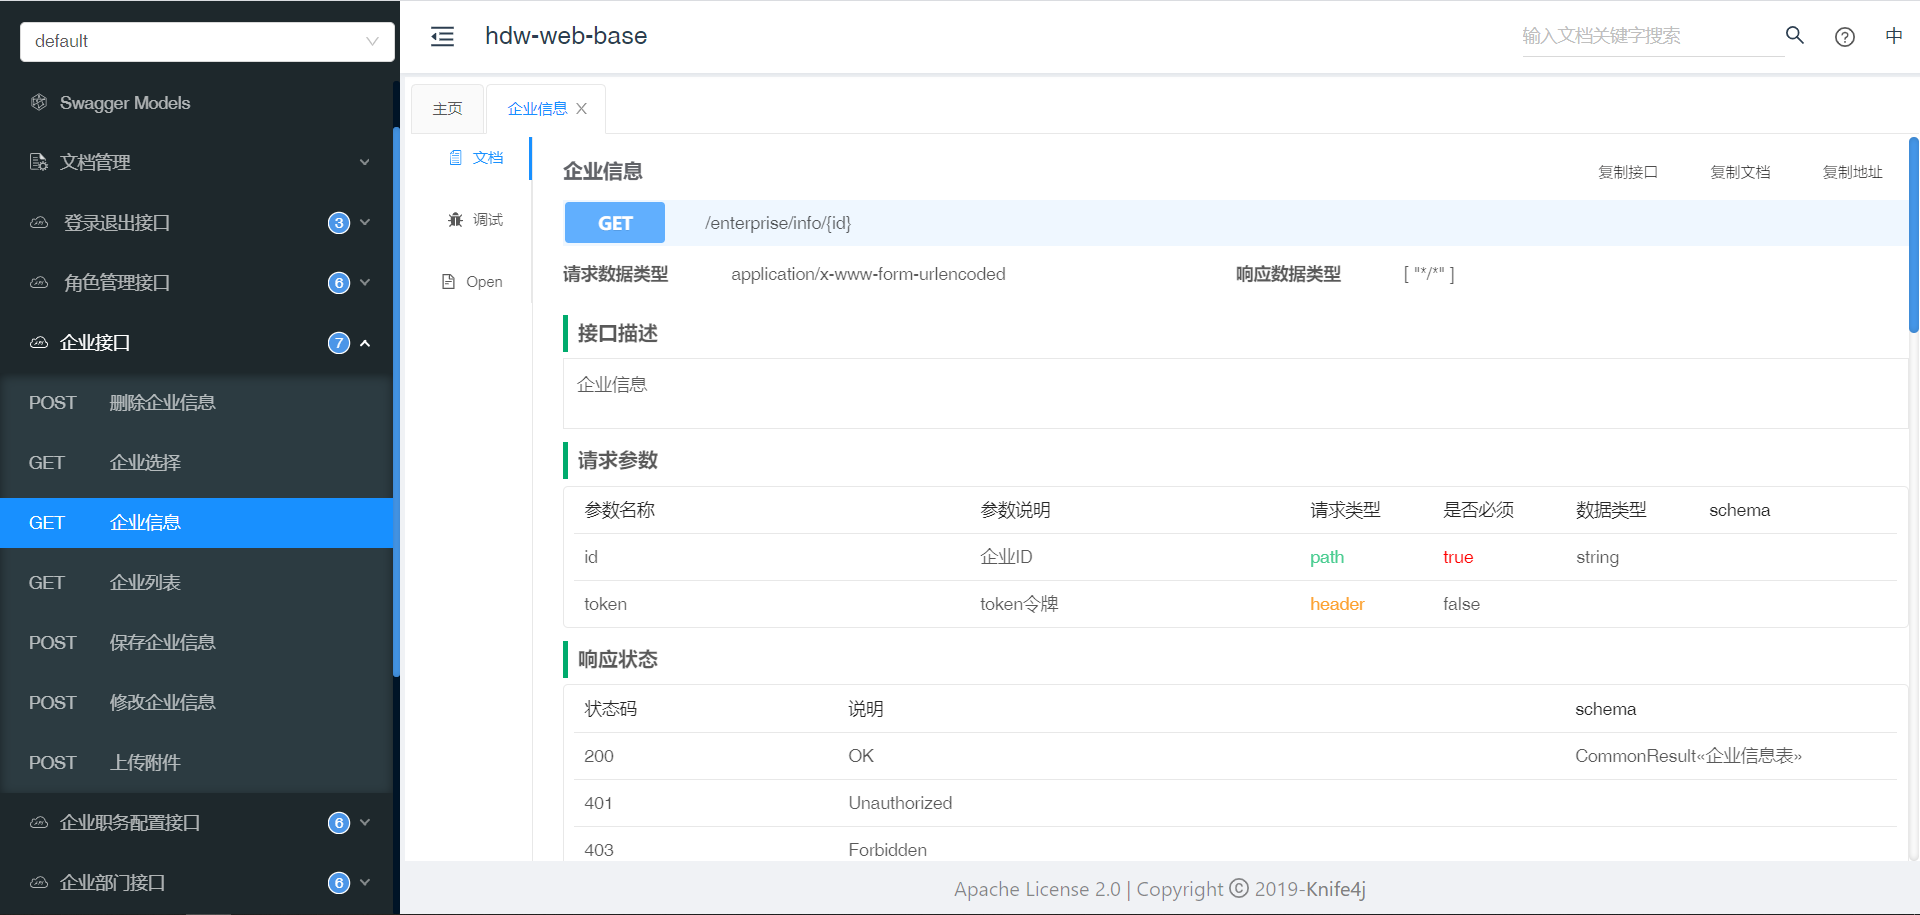 default
Swagger Models
文档管理
登录退出接口 3
角色管理接口 6
企业接口 7
POST 删除企业信息
GET 企业选择
GET 企业信息
GET 企业列表
POST 保存企业信息
POST 修改企业信息
POST 上传附件
企业职务配置接口 6
企业部门接口 6
hdw-web-base
输入文档关键字搜索
中
主页 企业信息
文档
调试
Open
企业信息 复制接口 复制文档 复制地址
GET /enterprise/info/{id}
请求数据类型 application/x-www-form-urlencoded 响应数据类型 [ "*/*" ]
接口描述
企业信息
请求参数
参数名称 参数说明 请求类型 是否必须 数据类型 schema
id 企业ID path true string
token token令牌 header false
响应状态
状态码 说明 schema
200 OK CommonResult«企业信息表»
401 Unauthorized
403 Forbidden
Apache License 2.0 | Copyright © 2019-Knife4j